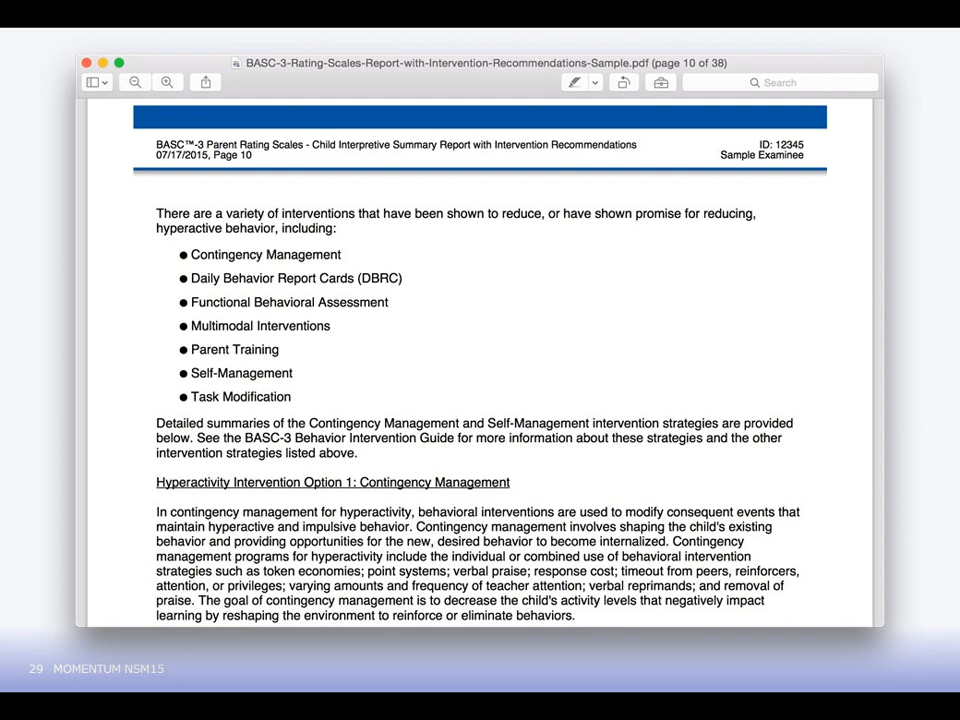 BASC-3-Rating-Scales-Report-with-Intervention-Recommendations-Sample.pdf (page 10 of 38)
Search
BASC™-3 Parent Rating Scales - Child Interpretive Summary Report with Intervention Recommendations
ID: 12345
07/17/2015, Page 10
Sample Examinee
There are a variety of interventions that have been shown to reduce, or have shown promise for reducing,
hyperactive behavior, including:
● Contingency Management
● Daily Behavior Report Cards (DBRC)
● Functional Behavioral Assessment
● Multimodal Interventions
● Parent Training
● Self-Management
● Task Modification
Detailed summaries of the Contingency Management and Self-Management intervention strategies are provided
below. See the BASC-3 Behavior Intervention Guide for more information about these strategies and the other
intervention strategies listed above.
Hyperactivity Intervention Option 1: Contingency Management
In contingency management for hyperactivity, behavioral interventions are used to modify consequent events that
maintain hyperactive and impulsive behavior. Contingency management involves shaping the child's existing
behavior and providing opportunities for the new, desired behavior to become internalized. Contingency
management programs for hyperactivity include the individual or combined use of behavioral intervention
strategies such as token economies; point systems; verbal praise; response cost; timeout from peers, reinforcers,
attention, or privileges; varying amounts and frequency of teacher attention; verbal reprimands; and removal of
praise. The goal of contingency management is to decrease the child's activity levels that negatively impact
learning by reshaping the environment to reinforce or eliminate behaviors.
29 MOMENTUM NSM15